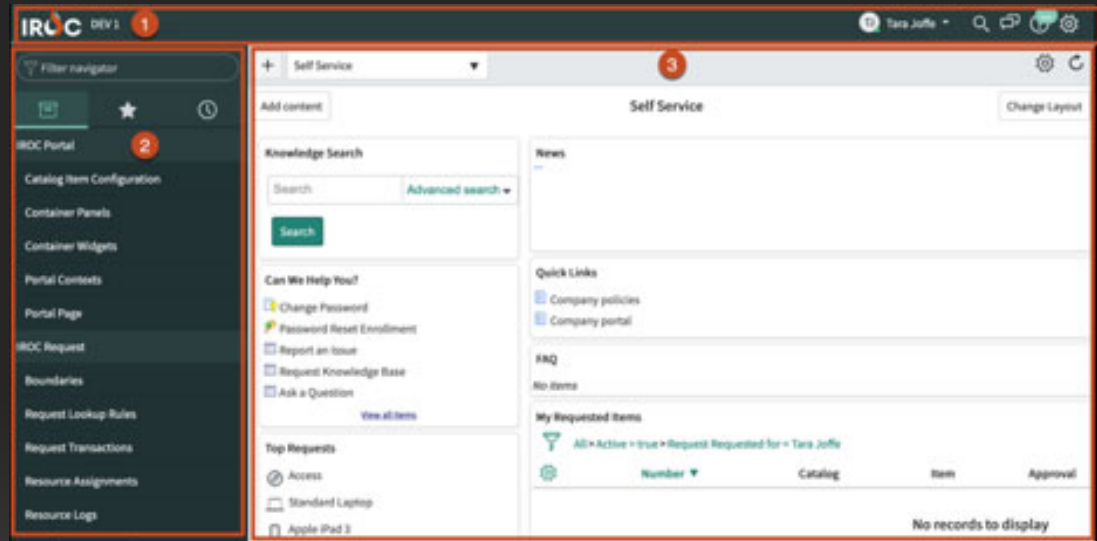 IROC DEV1 1
Tara Joffe
Filter navigator
2
IROC Portal
Catalog Item Configuration
Container Panels
Container Widgets
Portal Contexts
Portal Page
IROC Request
Boundaries
Request Lookup Rules
Request Transactions
Resource Assignments
Resource Logs
+ Self Service ▼
3
Add content
Self Service
Change Layout
Knowledge Search
Search
Advanced search
Search
Can We Help You?
Change Password
Password Reset Enrollment
Report an Issue
Request Knowledge Base
Ask a Question
View all items
Top Requests
Access
Standard Laptop
Apple iPad 3
News
Quick Links
Company policies
Company portal
FAQ
No items
My Requested Items
All>Active = true>Request Requested for = Tara Joffe
Number ▼ Catalog Item Approval
No records to display